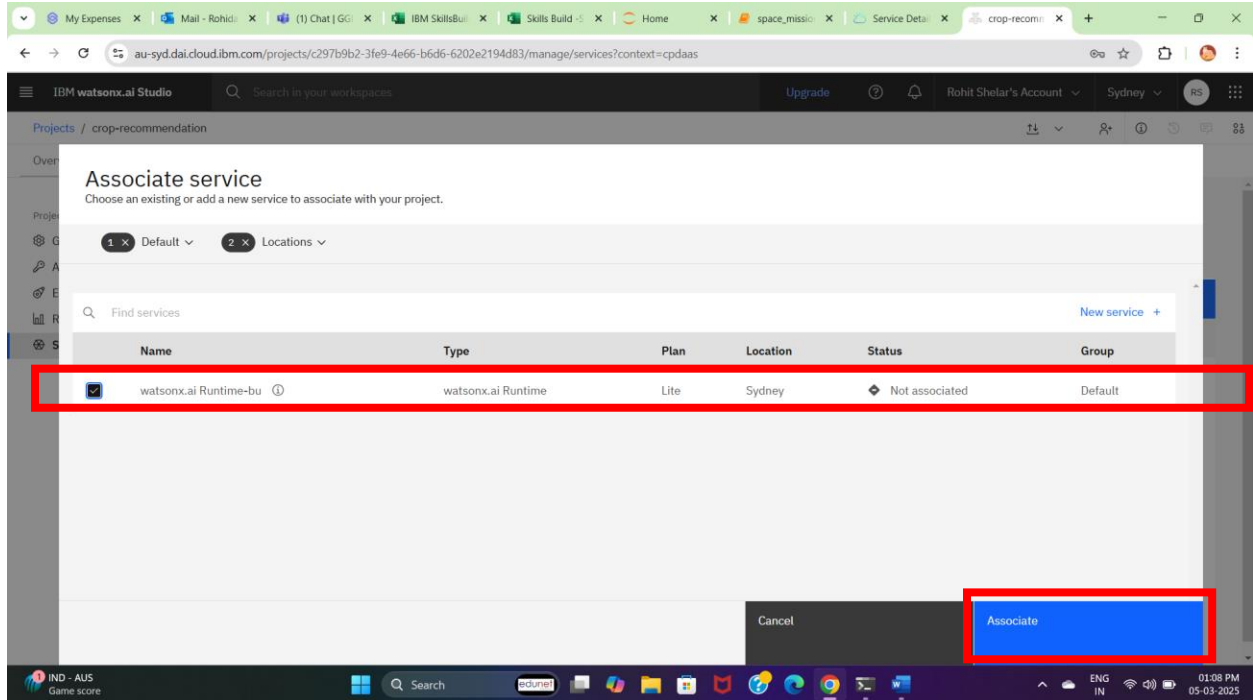 My Expenses
Mail - Rohid
(1) Chat | GG
IBM SkillsBuil
Skills Build -S
Home
space_missio
Service Detai
crop-recomm
au-syd.dai.cloud.ibm.com/projects/c297b9b2-3fe9-4e66-b6d6-6202e2194d83/manage/services?context=cpdaas
IBM watsonx.ai Studio
Search in your workspaces
Upgrade
Rohit Shelar's Account
Sydney
RS
Projects / crop-recommendation
Over
Associate service
Choose an existing or add a new service to associate with your project.
Proje
1 × Default
2 × Locations
G
A
E
R
S
Find services
New service +
Name Type Plan Location Status Group
watsonx.ai Runtime-bu watsonx.ai Runtime Lite Sydney Not associated Default
Cancel
Associate
1
IND - AUS
Game score
Search
edunet
ENG
IN
01:08 PM
05-03-2025